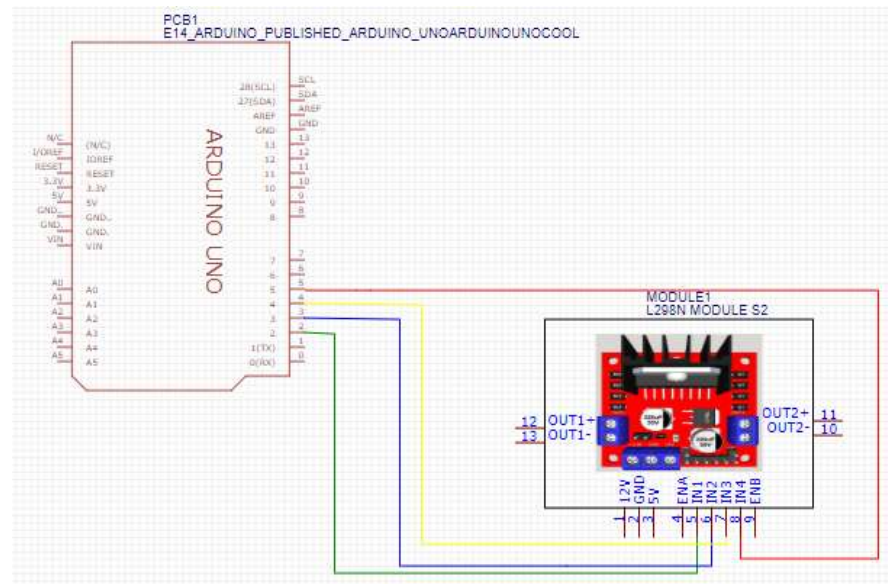 PCB1
E14_ARDUINO_PUBLISHED_ARDUINO_UNOARDUINOUNOCOOL
28(SCL) SCL
27(SDA) SDA
AREF AREF
GND GND
N/C (N/C) 13 13
I/OREF IOREF 12 12
RESET RESET 11 11
3.3V 3.3V 10 10
5V 5V 9 9
GND_ GND_ 8 8
GND. GND.
VIN VIN
ARDUINO UNO
7 7
6 6
A0 A0 5 5
A1 A1 4 4
A2 A2 3 3
A3 A3 2 2
A4 A4 1(TX) 1
A5 A5 0(RX) 0
MODULE1
L298N MODULE S2
12 OUT1+
13 OUT1-
OUT2+ 11
OUT2- 10
12V GND 5V ENA IN1 IN2 IN3 IN4 ENB
1 2 3 4 5 6 7 8 9